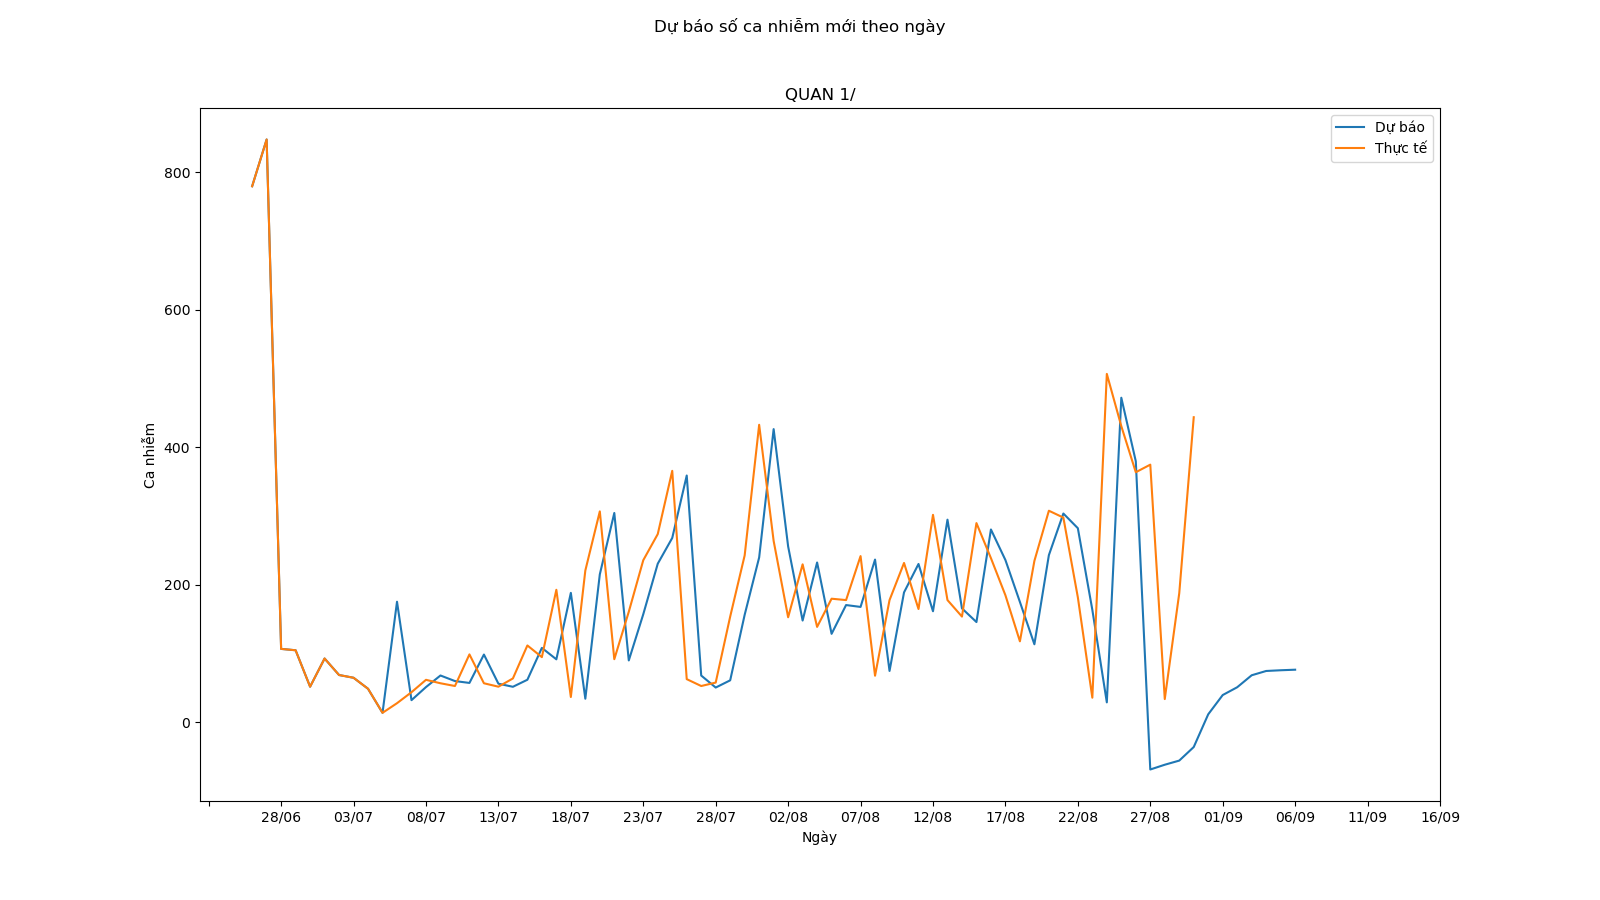 Dự báo số ca nhiễm mới theo ngày
QUAN 1/
Dự báo
Thực tế
800
600
400
200
0
Ca nhiễm
28/06 03/07 08/07 13/07 18/07 23/07 28/07 02/08 07/08 12/08 17/08 22/08 27/08 01/09 06/09 11/09 16/09
Ngày